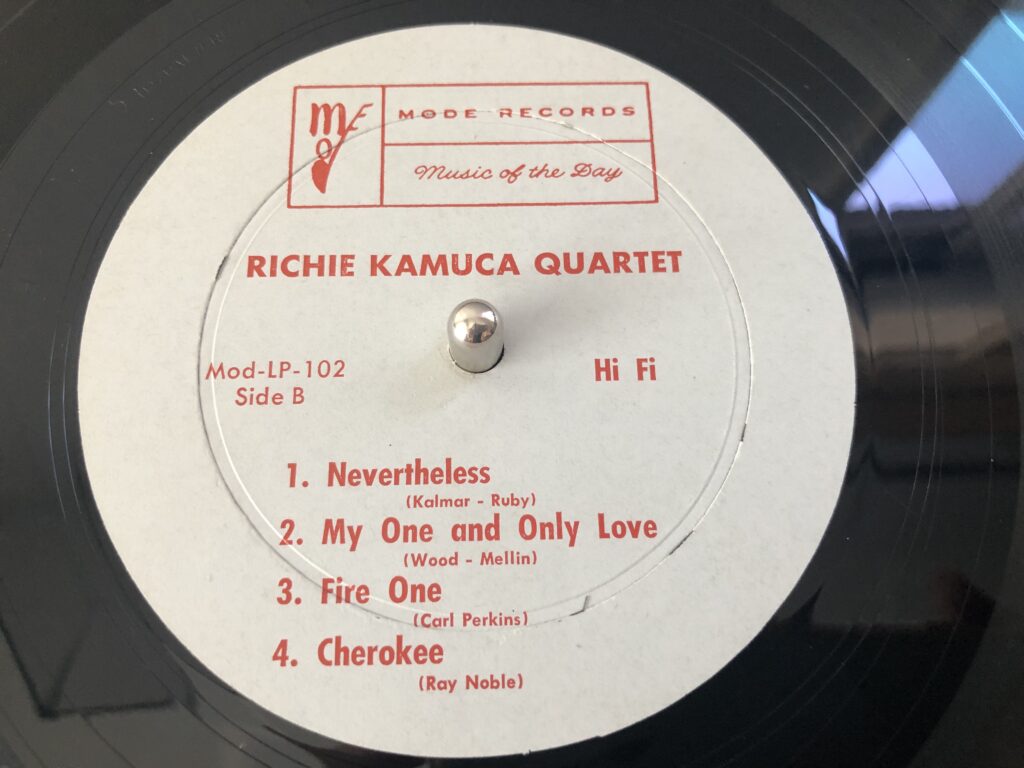 MODE RECORDS
Music of the Day
RICHIE KAMUCA QUARTET
Mod-LP-102
Side B
Hi Fi
1. Nevertheless
(Kalmar - Ruby)
2. My One and Only Love
(Wood - Mellin)
3. Fire One
(Carl Perkins)
4. Cherokee
(Ray Noble)